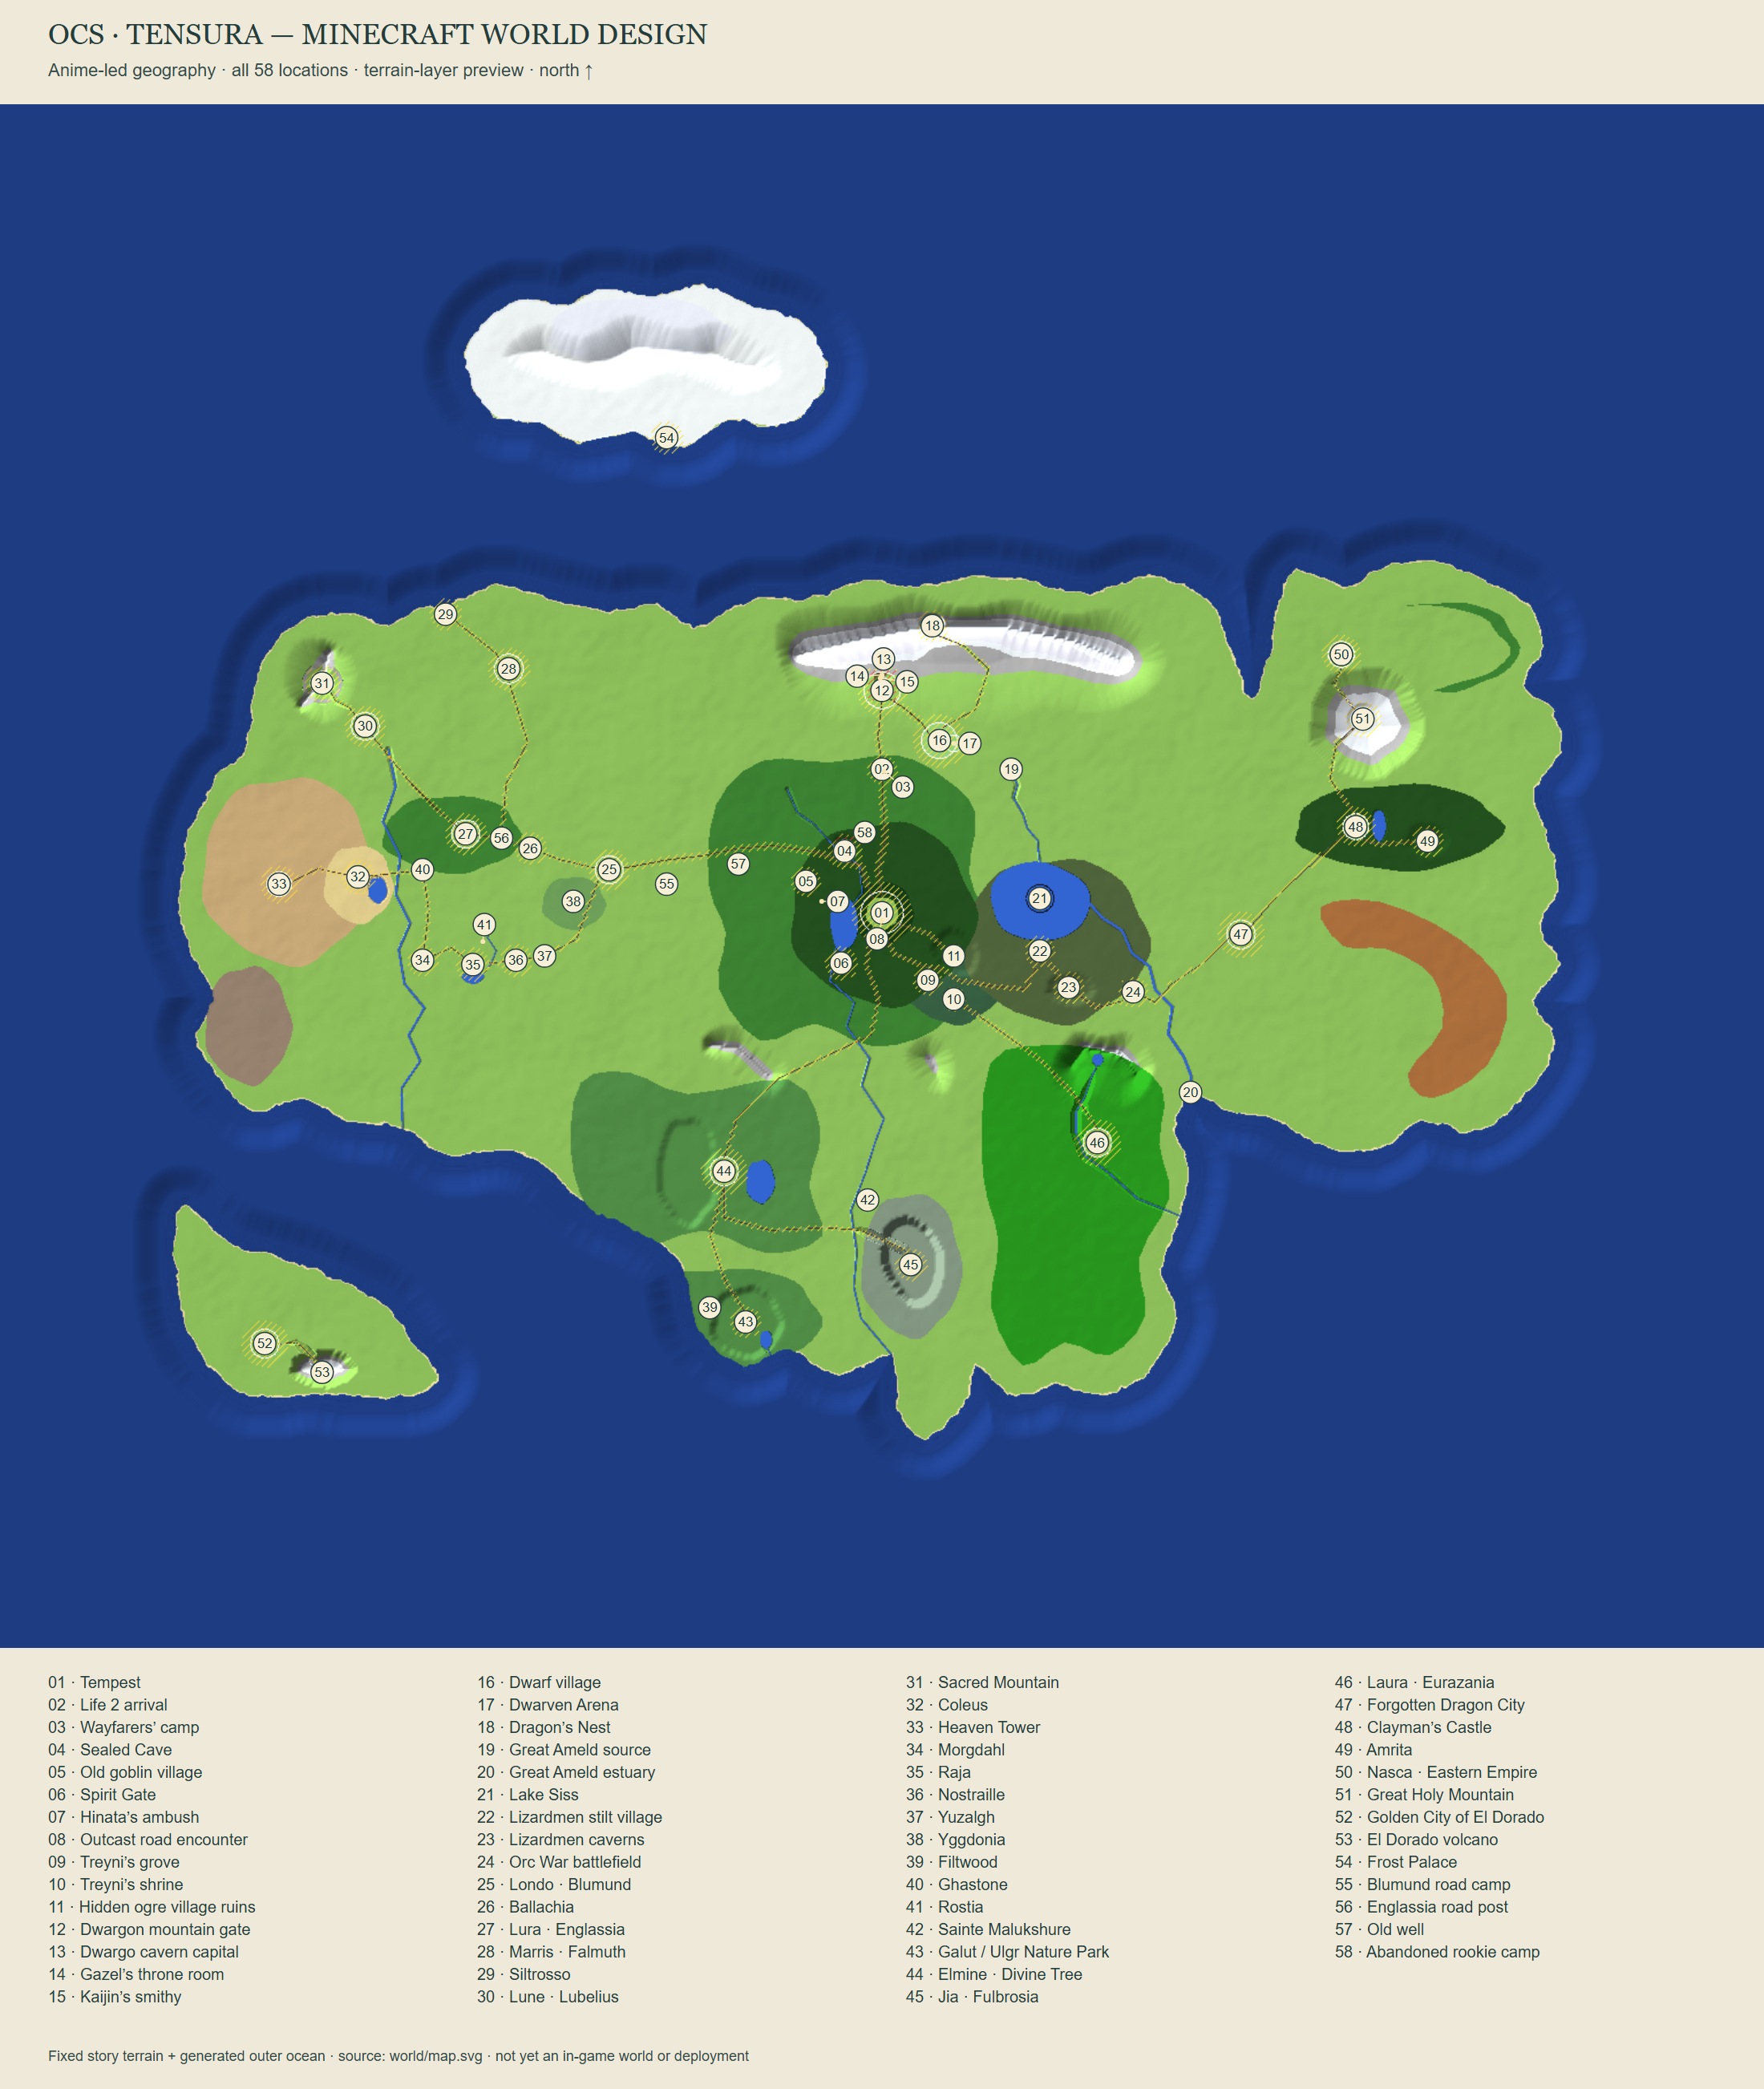 OCS · TENSURA — MINECRAFT WORLD DESIGN
Anime-led geography · all 58 locations · terrain-layer preview · north ↑
54
29
18
28
13
50
31
14
15
12
51
30
16
17
02
19
03
48
58
27
56
49
26
04
57
40
25
05
55
33
32
21
38
07
01
41
47
08
22
11
37
36
34
35
06
09
23
24
10
20
46
44
42
45
39
43
52
53
01 · Tempest
02 · Life 2 arrival
03 · Wayfarers’ camp
04 · Sealed Cave
05 · Old goblin village
06 · Spirit Gate
07 · Hinata’s ambush
08 · Outcast road encounter
09 · Treyni’s grove
10 · Treyni’s shrine
11 · Hidden ogre village ruins
12 · Dwargon mountain gate
13 · Dwargo cavern capital
14 · Gazel’s throne room
15 · Kaijin’s smithy
16 · Dwarf village
17 · Dwarven Arena
18 · Dragon’s Nest
19 · Great Ameld source
20 · Great Ameld estuary
21 · Lake Siss
22 · Lizardmen stilt village
23 · Lizardmen caverns
24 · Orc War battlefield
25 · Londo · Blumund
26 · Ballachia
27 · Lura · Englassia
28 · Marris · Falmuth
29 · Siltrosso
30 · Lune · Lubelius
31 · Sacred Mountain
32 · Coleus
33 · Heaven Tower
34 · Morgdahl
35 · Raja
36 · Nostraille
37 · Yuzalgh
38 · Yggdonia
39 · Filtwood
40 · Ghastone
41 · Rostia
42 · Sainte Malukshure
43 · Galut / Ulgr Nature Park
44 · Elmine · Divine Tree
45 · Jia · Fulbrosia
46 · Laura · Eurazania
47 · Forgotten Dragon City
48 · Clayman’s Castle
49 · Amrita
50 · Nasca · Eastern Empire
51 · Great Holy Mountain
52 · Golden City of El Dorado
53 · El Dorado volcano
54 · Frost Palace
55 · Blumund road camp
56 · Englassia road post
57 · Old well
58 · Abandoned rookie camp
Fixed story terrain + generated outer ocean · source: world/map.svg · not yet an in-game world or deployment